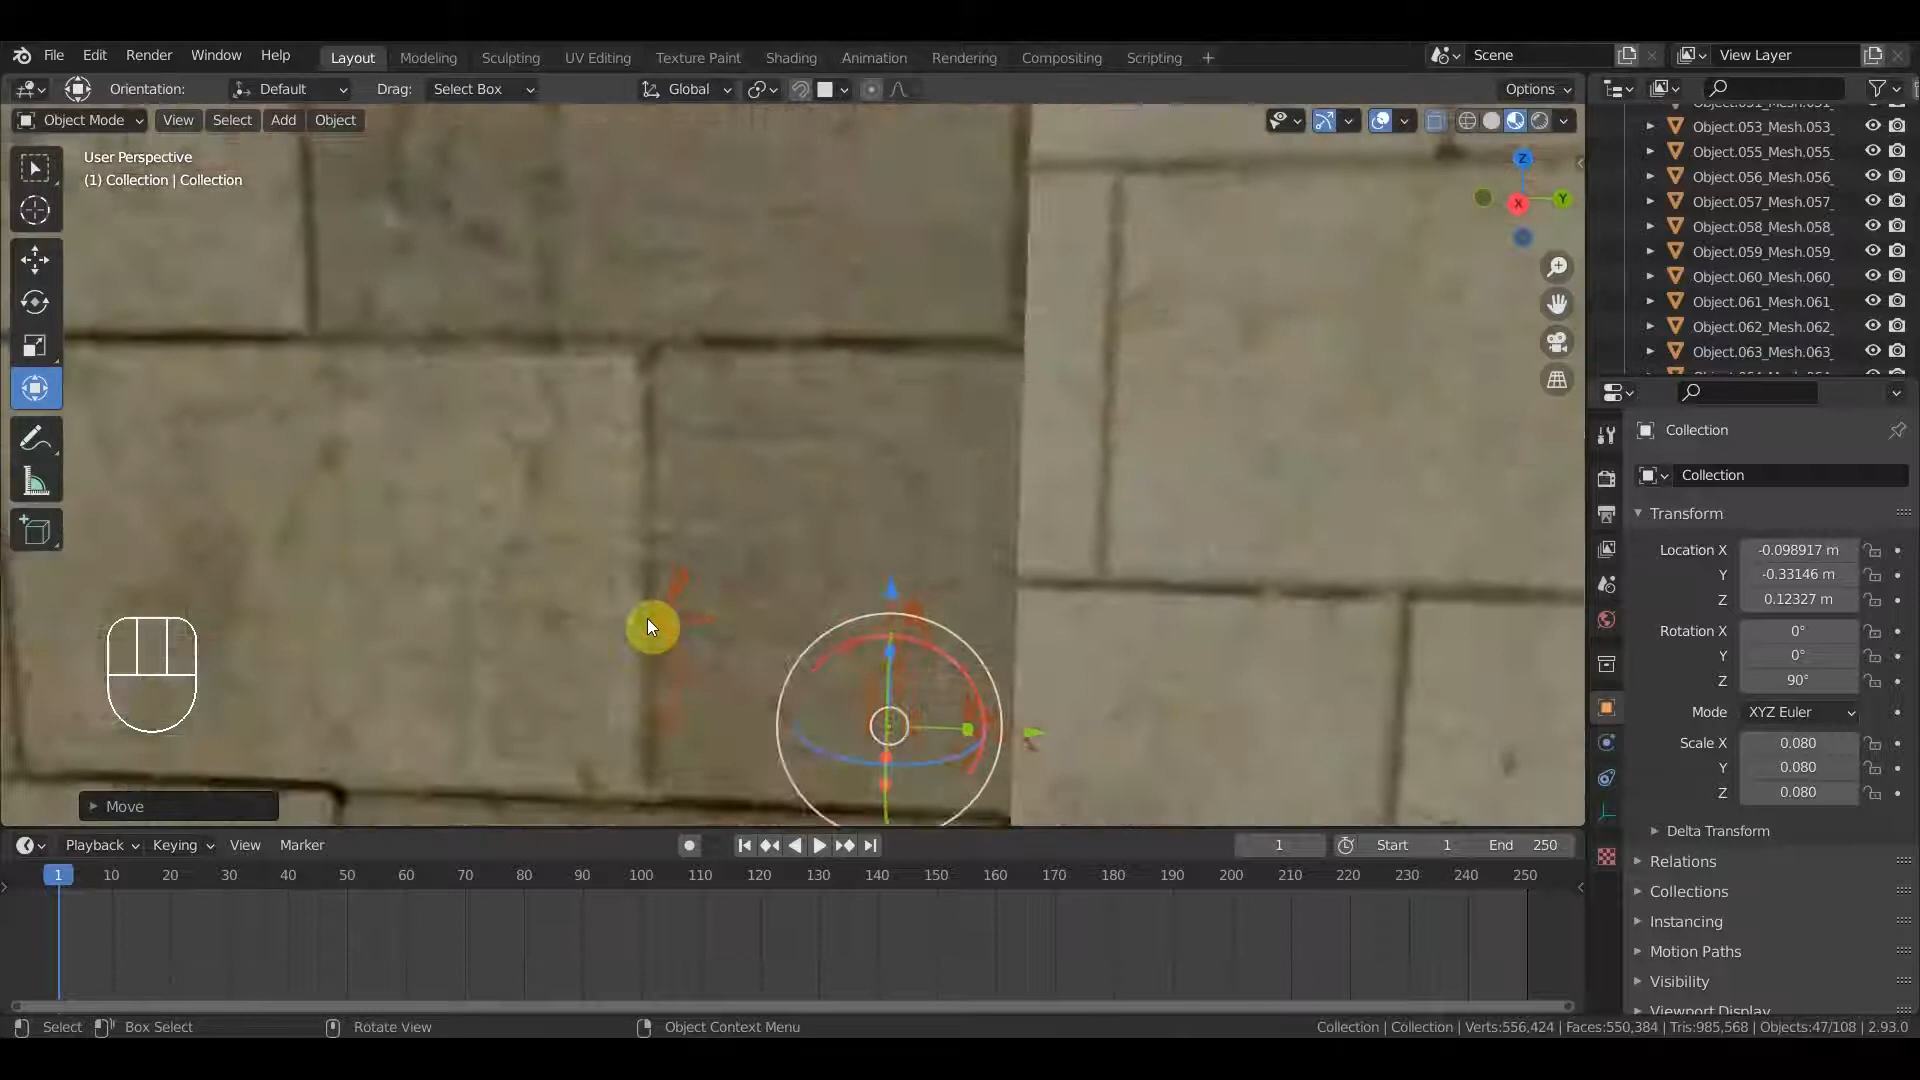 File Edit Render Window Help Layout Modeling Sculpting UV Editing Texture Paint Shading Animation Rendering Compositing Scripting + Scene View Layer
Orientation: Default Drag: Select Box Global Options
Object Mode View Select Add Object
User Perspective
(1) Collection | Collection
Z
Y
X
Object.053_Mesh.053_
Object.055_Mesh.055_
Object.056_Mesh.056_
Object.057_Mesh.057_
Object.058_Mesh.058_
Object.059_Mesh.059_
Object.060_Mesh.060_
Object.061_Mesh.061_
Object.062_Mesh.062_
Object.063_Mesh.063_
Collection
Collection
Transform
Location X -0.098917 m
Y -0.33146 m
Z 0.12327 m
Rotation X 0°
Y 0°
Z 90°
Mode XYZ Euler
Scale X 0.080
Y 0.080
Z 0.080
Delta Transform
Relations
Collections
Instancing
Motion Paths
Visibility
Viewport Display
Move
Playback Keying View Marker 1 Start 1 End 250
1 10 20 30 40 50 60 70 80 90 100 110 120 130 140 150 160 170 180 190 200 210 220 230 240 250
Select Box Select Rotate View Object Context Menu Collection | Collection | Verts:556,424 | Faces:550,384 | Tris:985,568 | Objects:47/108 | 2.93.0